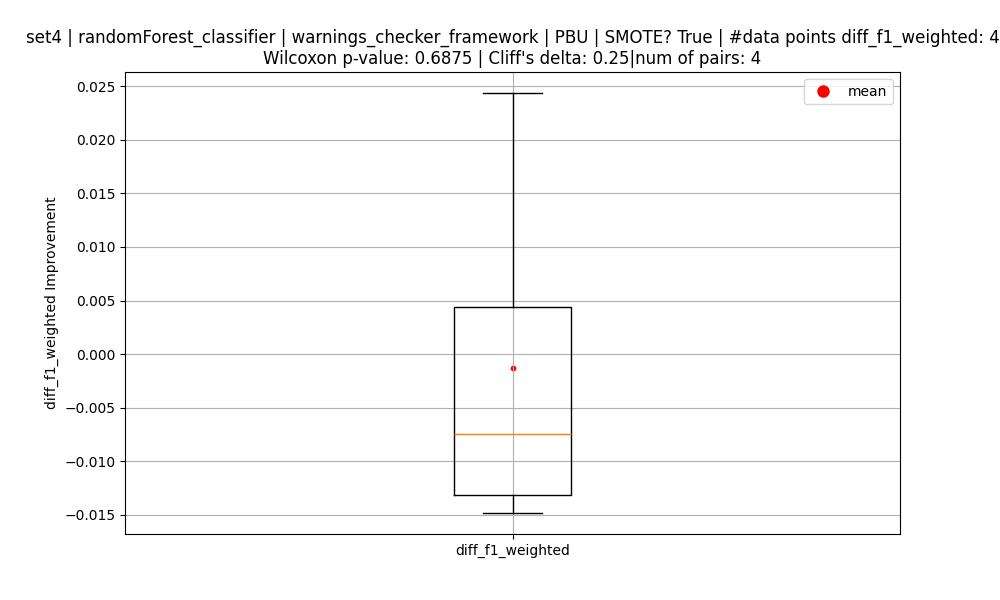 set4 | randomForest_classifier | warnings_checker_framework | PBU | SMOTE? True | #data points diff_f1_weighted: 4
Wilcoxon p-value: 0.6875 | Cliff's delta: 0.25|num of pairs: 4
mean
0.025
0.020
0.015
0.010
0.005
0.000
−0.005
−0.010
−0.015
diff_f1_weighted Improvement
diff_f1_weighted